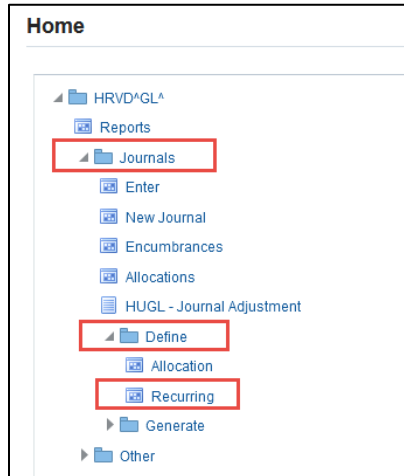 Home
HRVD^GL^
Reports
Journals
Enter
New Journal
Encumbrances
Allocations
HUGL - Journal Adjustment
Define
Allocation
Recurring
Generate
Other